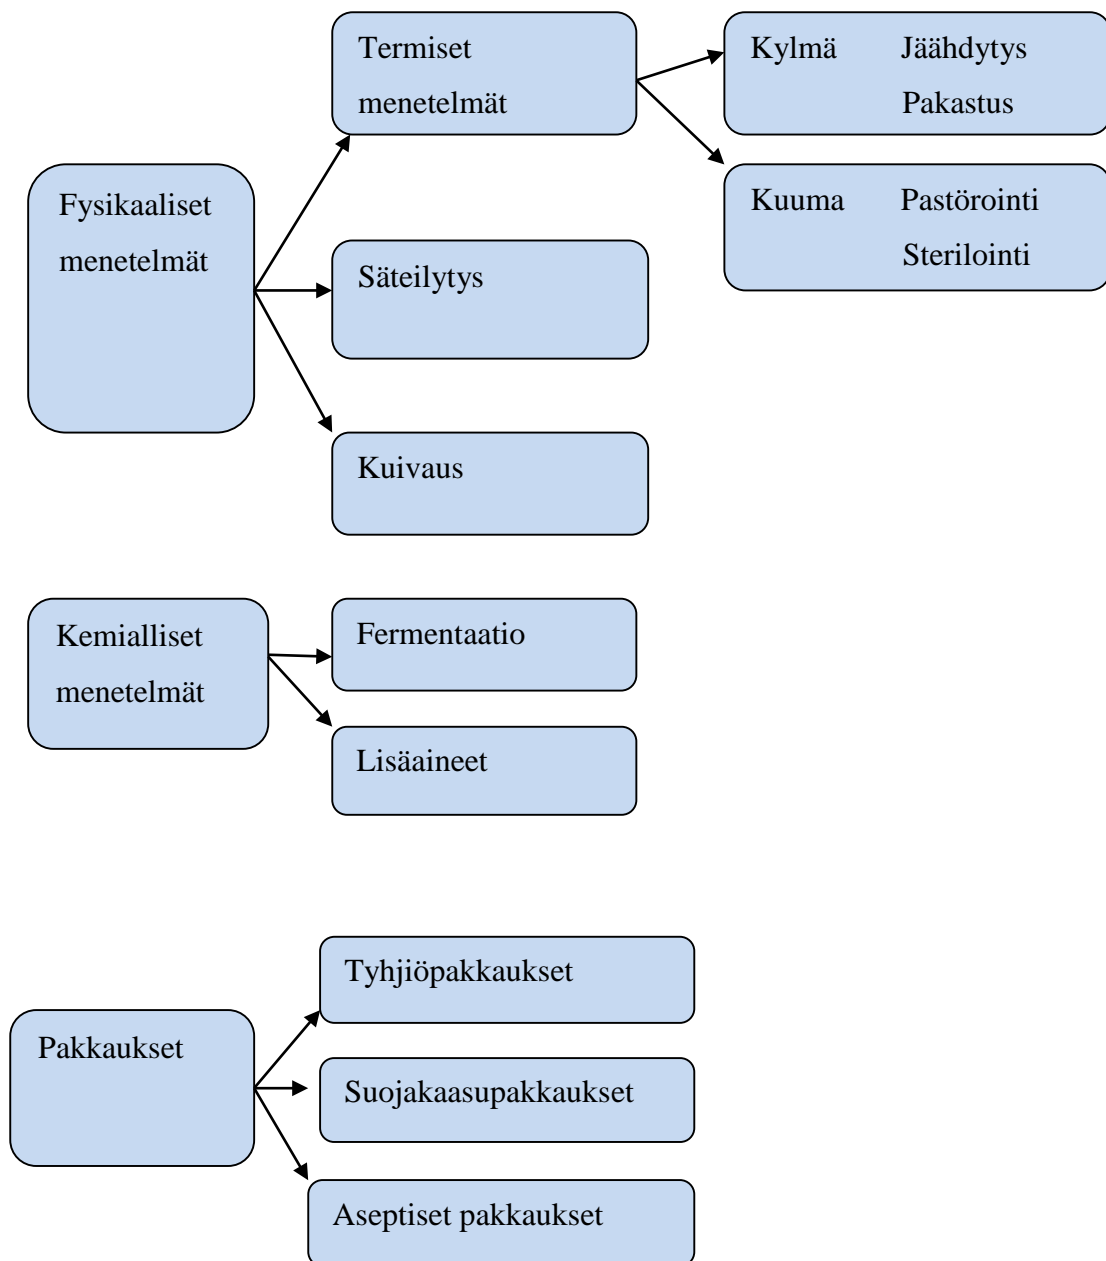 Termiset
menetelmät
Kylmä Jäähdytys
Pakastus
Fysikaaliset
menetelmät
Kuuma Pastörointi
Sterilointi
Säteilytys
Kuivaus
Kemialliset
menetelmät
Fermentaatio
Lisäaineet
Pakkaukset
Tyhjiöpakkaukset
Suojakaasupakkaukset
Aseptiset pakkaukset